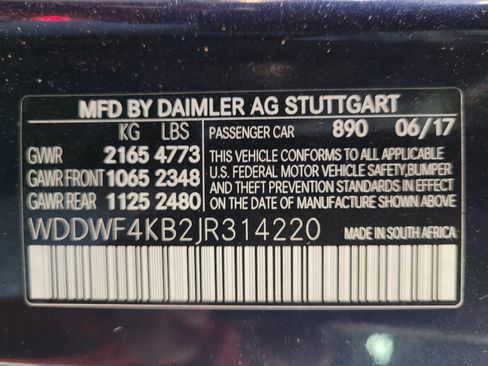 MFD BY DAIMLER AG STUTTGART
KG LBS PASSENGER CAR 890 06/17
GVWR 2165 4773 THIS VEHICLE CONFORMS TO ALL APPLICABLE
GAWR FRONT 1065 2348 U.S. FEDERAL MOTOR VEHICLE SAFETY, BUMPER
GAWR REAR 1125 2480 AND THEFT PREVENTION STANDARDS IN EFFECT
ON THE DATE OF MANUFACTURE SHOWN ABOVE.
WDDWF4KB2JR314220 MADE IN SOUTH AFRICA